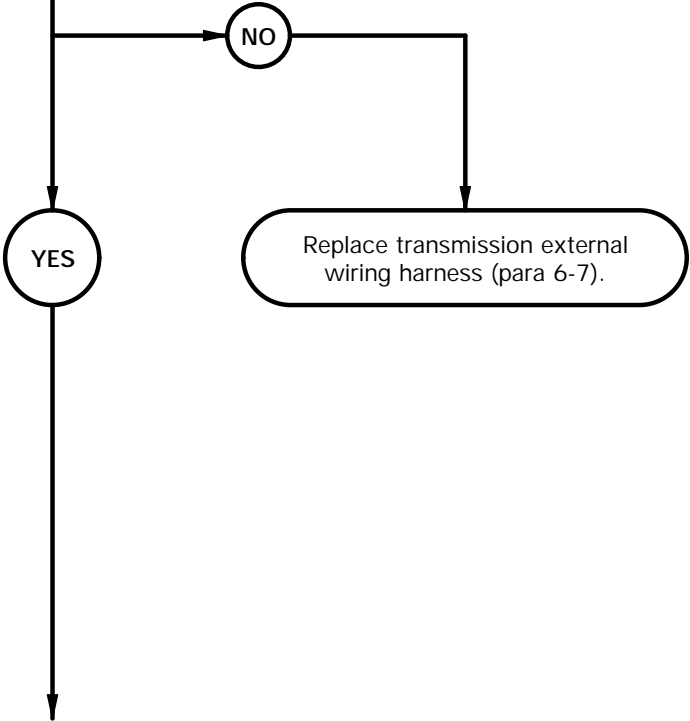 NO
YES
Replace transmission external
wiring harness (para 6-7).